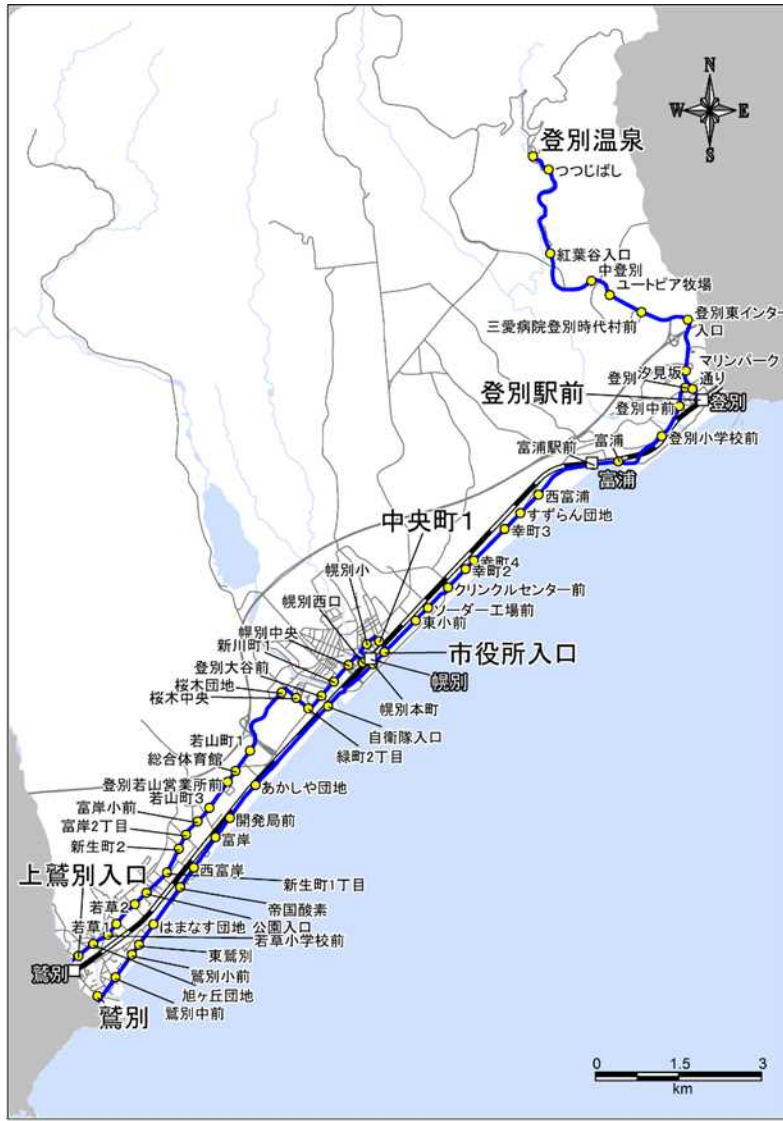 N
W
E
S
登別温泉
つつじばし
紅葉谷入口
中登別
ユートピア牧場
三愛病院登別時代村前
登別東インター
入口
マリンパーク
通り
汐見坂
登別
登別駅前
登別
登別中前
登別小学校前
富浦駅前
富浦
富浦
西富浦
すずらん団地
幸町3
中央町1
幸町4
幸町2
幌別小
クリンクルセンター前
幌別西口
ソーダー工場前
東小前
幌別中央
市役所入口
新川町1
登別大谷前
幌別
桜木団地
桜木中央
幌別本町
自衛隊入口
緑町2丁目
若山町1
総合体育館
登別若山営業所前
あかしや団地
若山町3
富岸小前
開発局前
富岸2丁目
富岸
新生町2
西富岸
上鷲別入口
新生町1丁目
帝国酸素
若草2
はまなす団地
公園入口
若草1
若草小学校前
東鷲別
鷲別小前
鷲別
旭ヶ丘団地
鷲別
鷲別中前
0
1.5
3
km